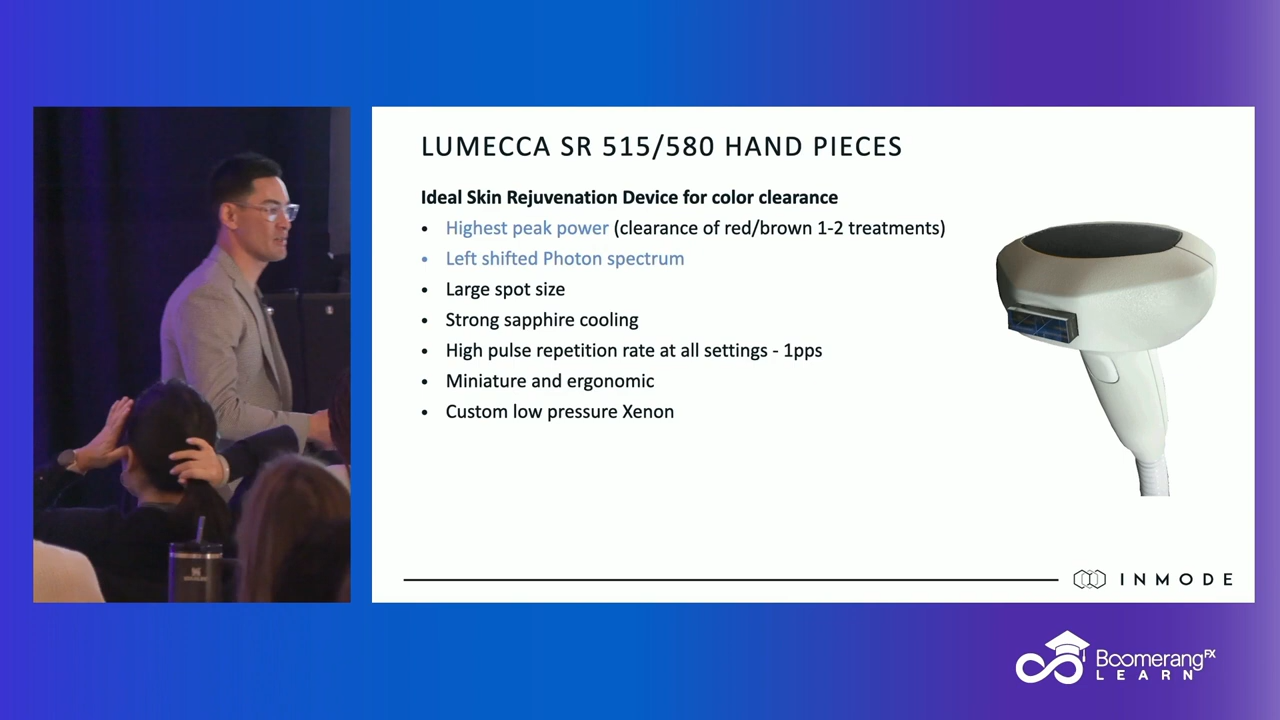 LUMECCA SR 515/580 HAND PIECES
Ideal Skin Rejuvenation Device for color clearance
• Highest peak power (clearance of red/brown 1-2 treatments)
• Left shifted Photon spectrum
• Large spot size
• Strong sapphire cooling
• High pulse repetition rate at all settings - 1pps
• Miniature and ergonomic
• Custom low pressure Xenon
INMODE
BoomerangFX
LEARN